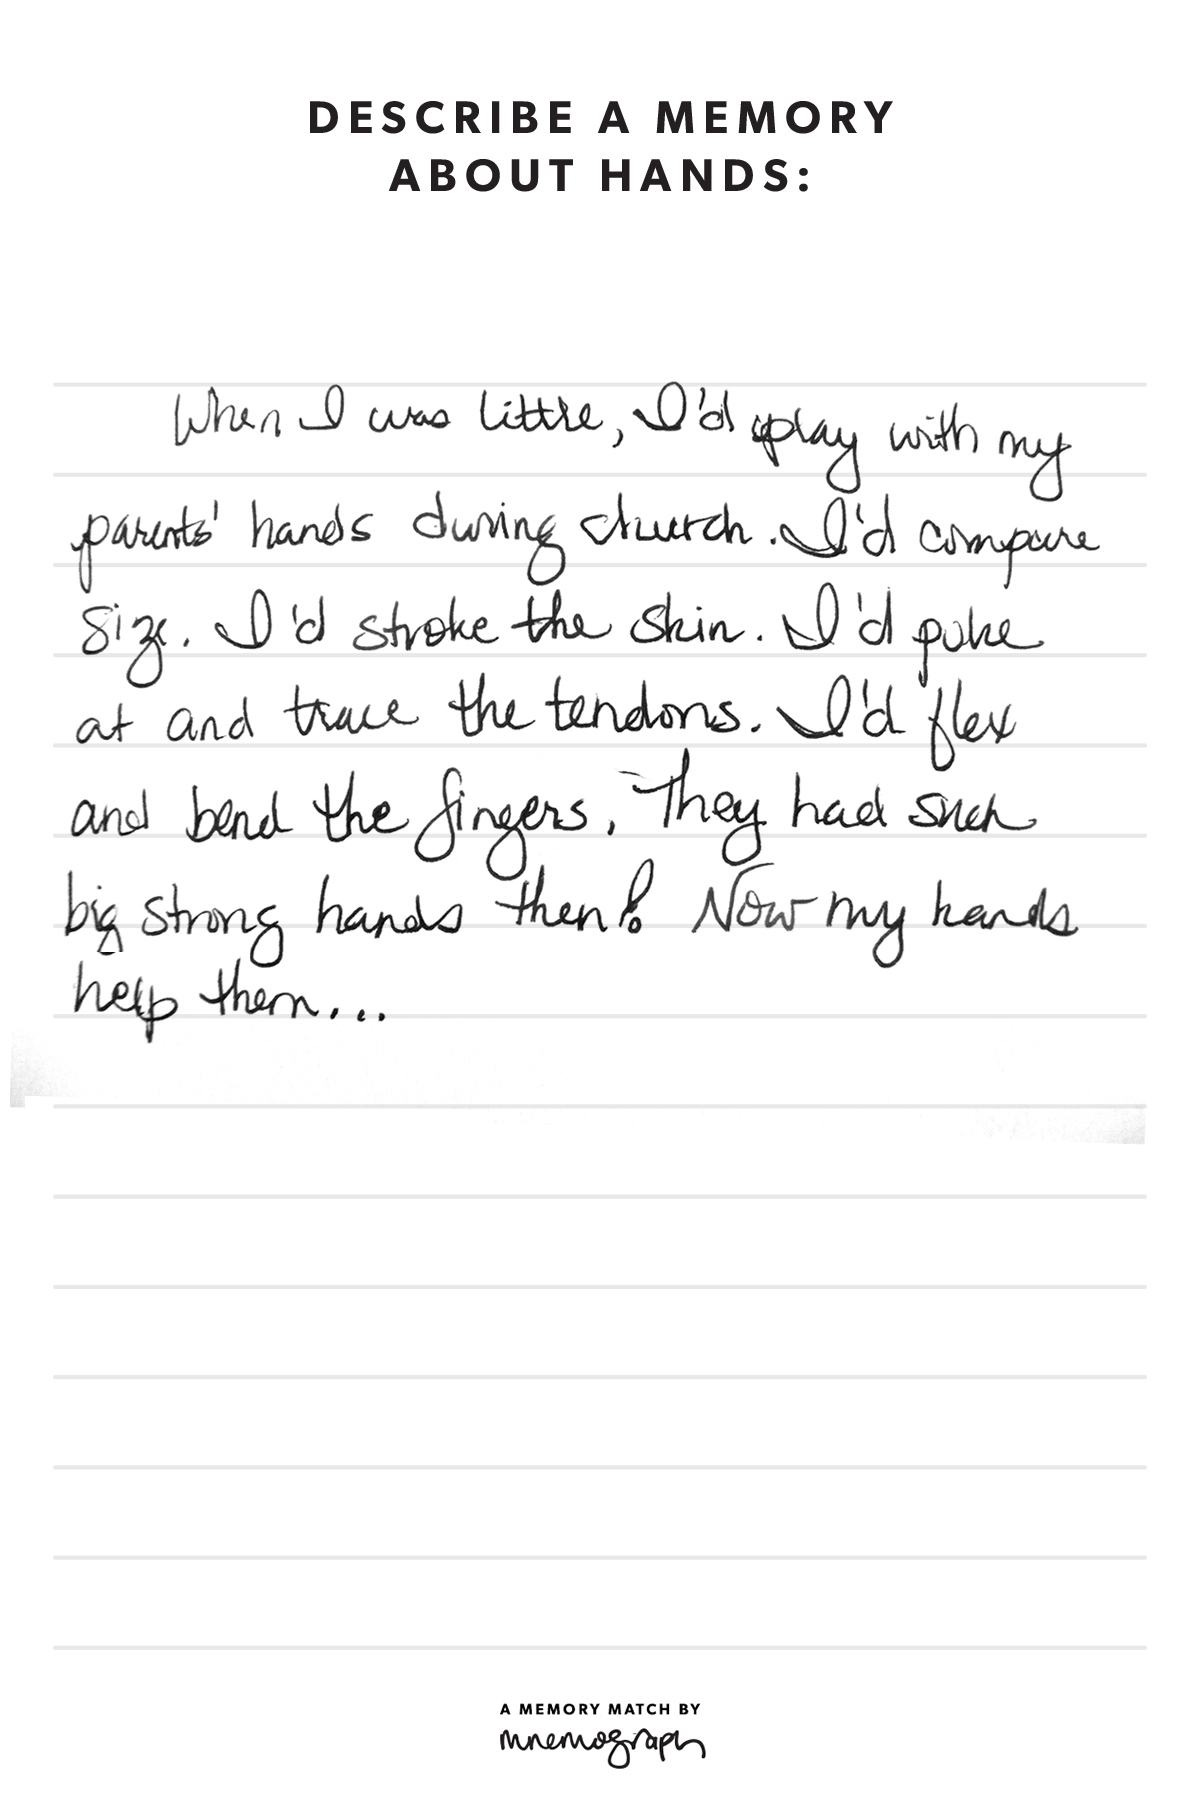 DESCRIBE A MEMORY
ABOUT HANDS:
When I was little, I'd play with my
parents' hands during church. I'd compare
size. I'd stroke the skin. I'd poke
at and trace the tendons. I'd flex
and bend the fingers. They had such
big strong hands then! Now my hands
help them...
A MEMORY MATCH BY
mnemograph